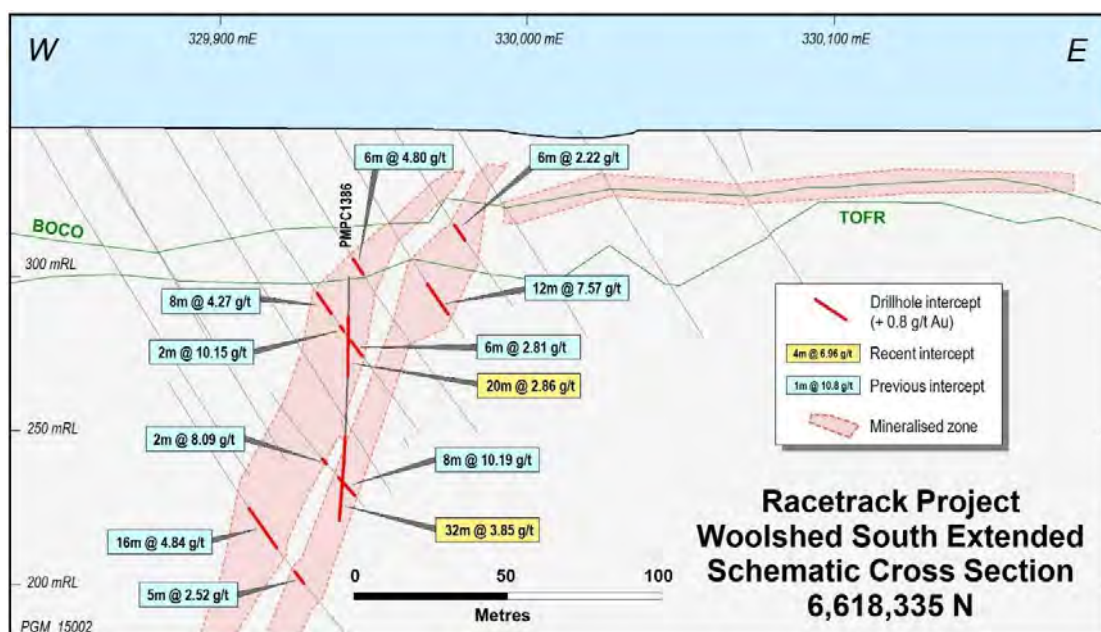 329,900 mE
330,000 mE
330,100 mE
W
E
6m @ 4.80 g/t
6m @ 2.22 g/t
PMPC1386
BOCO
TOFR
300 mRL
8m @ 4.27 g/t
12m @ 7.57 g/t
2m @ 10.15 g/t
6m @ 2.81 g/t
20m @ 2.86 g/t
Drillhole intercept
(+ 0.8 g/t Au)
4m @ 6.96 g/t
Recent intercept
1m @ 10.8 g/t
Previous intercept
Mineralised zone
250 mRL
2m @ 8.09 g/t
8m @ 10.19 g/t
32m @ 3.85 g/t
16m @ 4.84 g/t
5m @ 2.52 g/t
200 mRL
Racetrack Project
Woolshed South Extended
Schematic Cross Section
6,618,335 N
0
50
100
Metres
PGM_15002